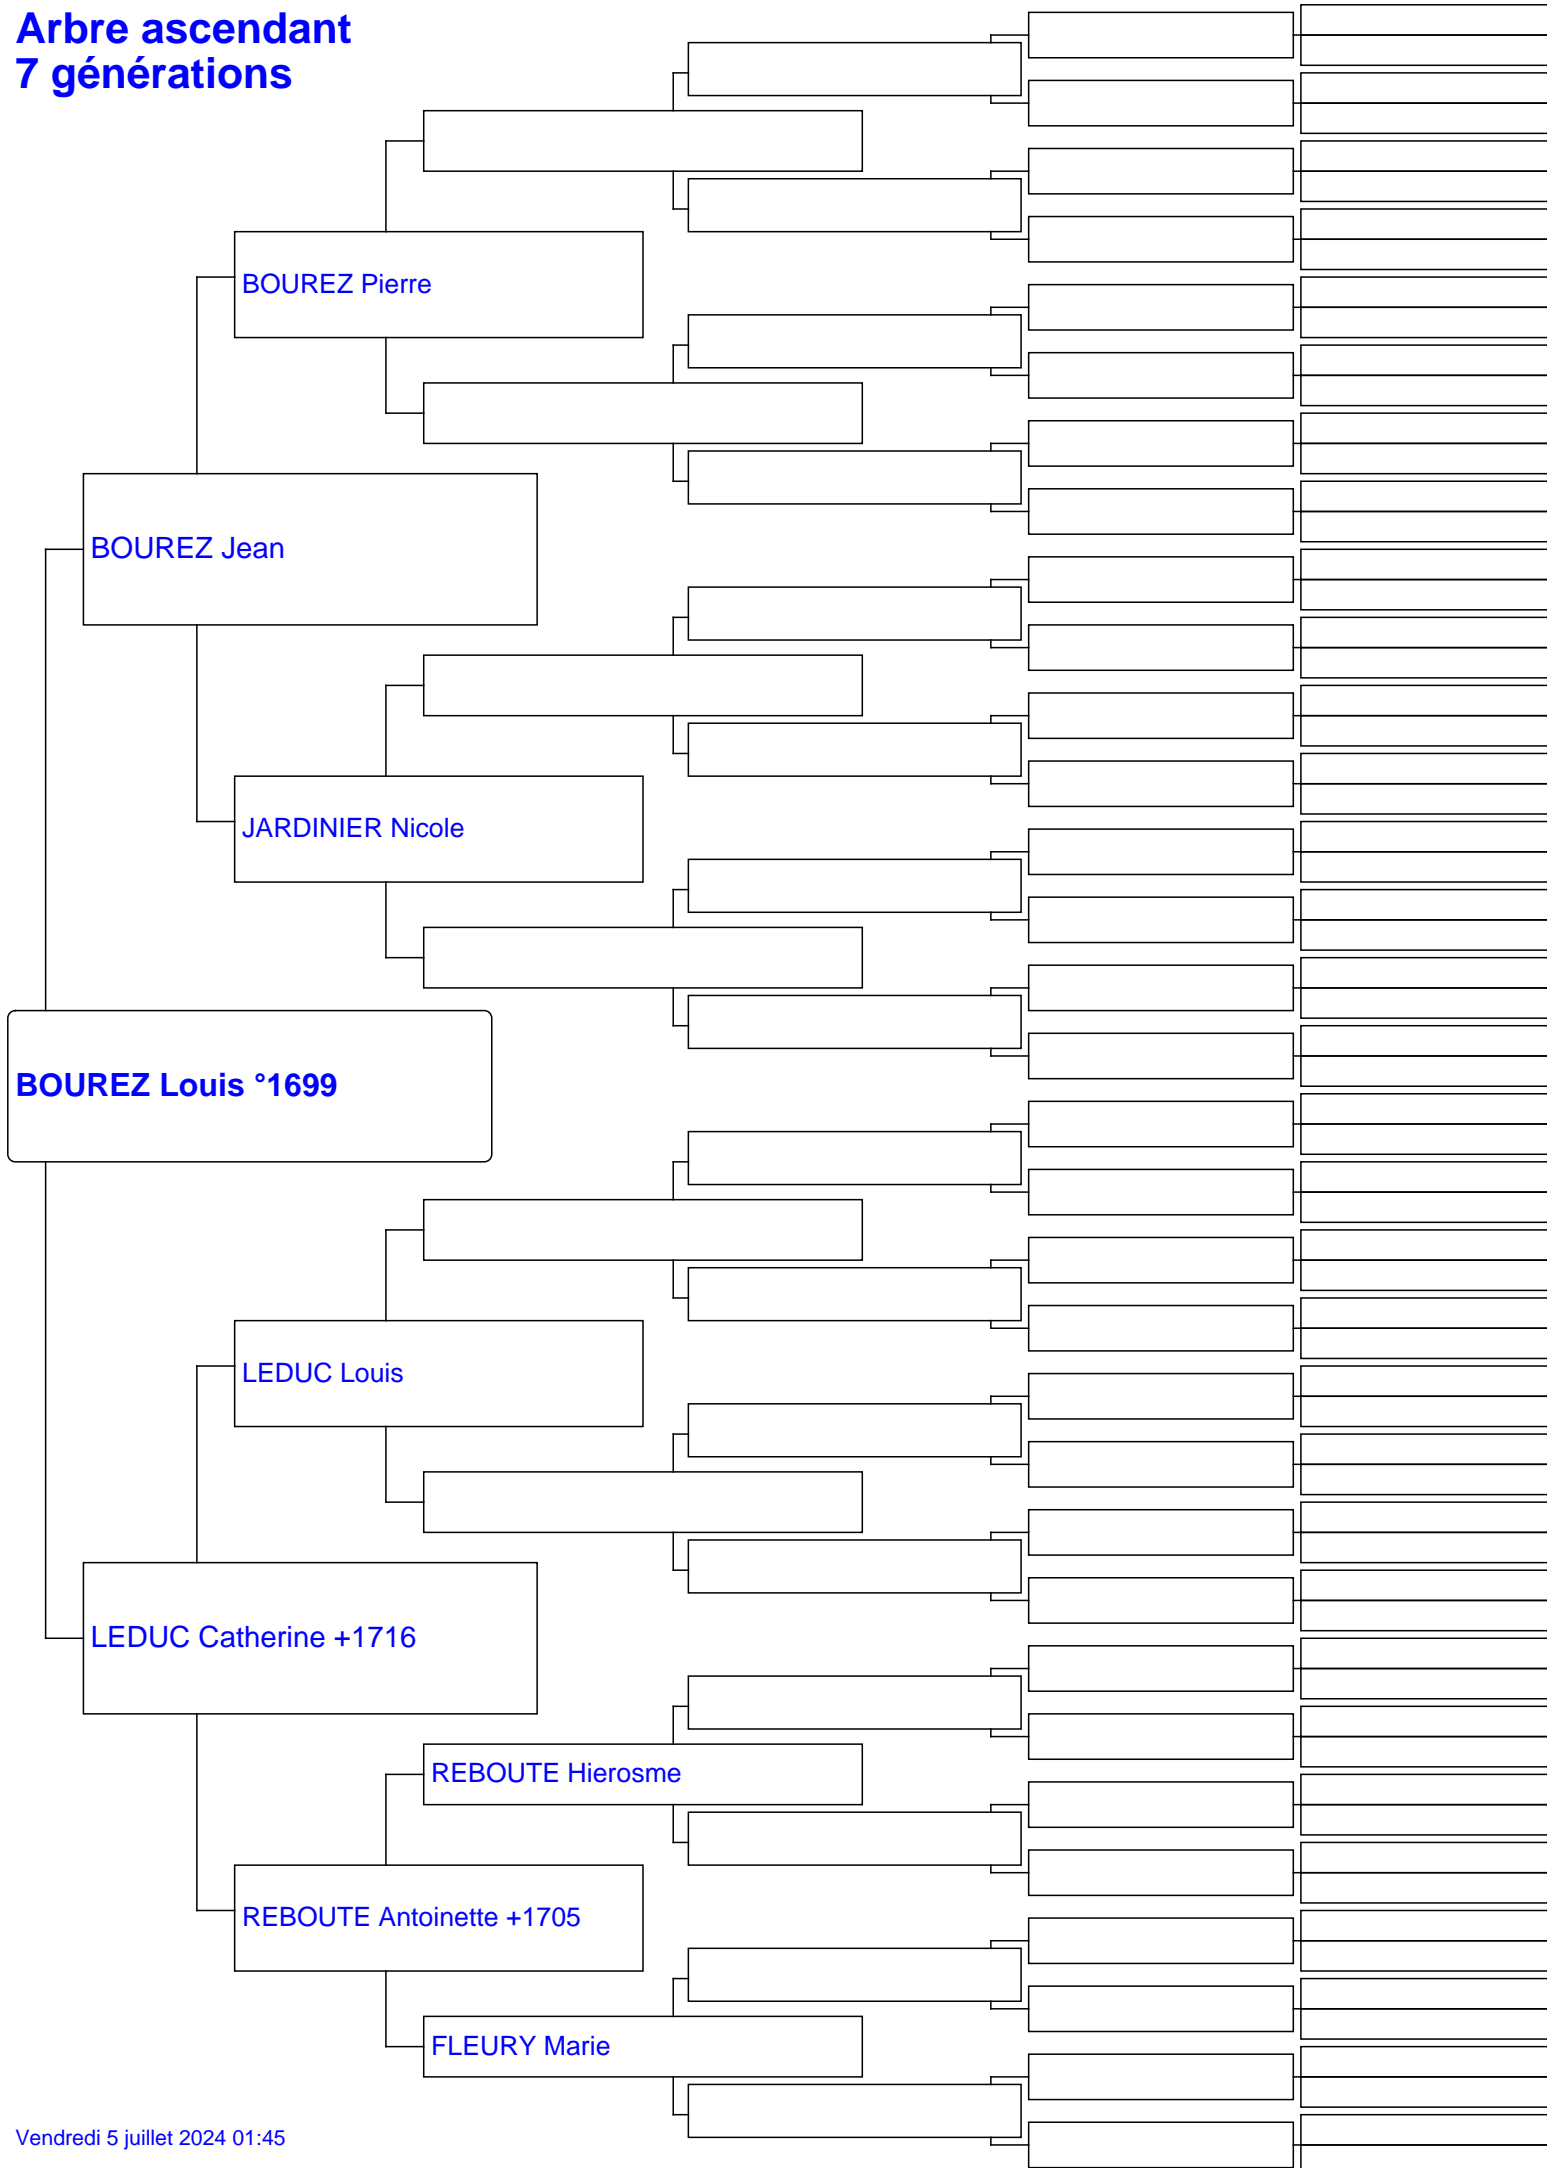 Arbre ascendant
7 générations
BOUREZ Pierre
BOUREZ Jean
JARDINIER Nicole
BOUREZ Louis °1699
LEDUC Louis
LEDUC Catherine +1716
REBOUTE Hierosme
REBOUTE Antoinette +1705
FLEURY Marie
Vendredi 5 juillet 2024 01:45